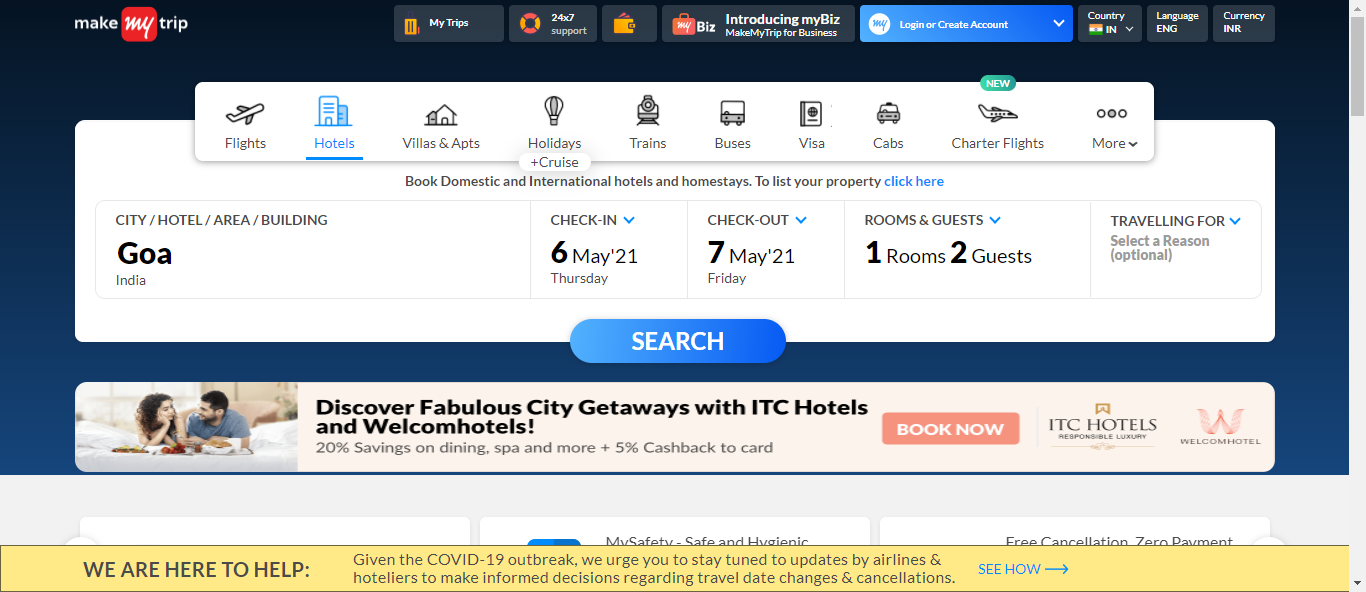 make my trip
My Trips
24x7
support
my Biz
Introducing myBiz
MakeMyTrip for Business
my
Login or Create Account
Country
IN
Language
ENG
Currency
INR
NEW
Flights
Hotels
Villas & Apts
Holidays
+Cruise
Trains
Buses
Visa
Cabs
Charter Flights
More
Book Domestic and International hotels and homestays. To list your property click here
CITY / HOTEL / AREA / BUILDING
Goa
India
CHECK-IN
6 May'21
Thursday
CHECK-OUT
7 May'21
Friday
ROOMS & GUESTS
1 Rooms 2 Guests
TRAVELLING FOR
Select a Reason
(optional)
SEARCH
Discover Fabulous City Getaways with ITC Hotels
and Welcomhotels!
20% Savings on dining, spa and more + 5% Cashback to card
BOOK NOW
ITC HOTELS
RESPONSIBLE LUXURY
WELCOMHOTEL
MySafety - Safe and Hygienic
Free Cancellation, Zero Payment
WE ARE HERE TO HELP:
Given the COVID-19 outbreak, we urge you to stay tuned to updates by airlines &
hoteliers to make informed decisions regarding travel date changes & cancellations.
SEE HOW